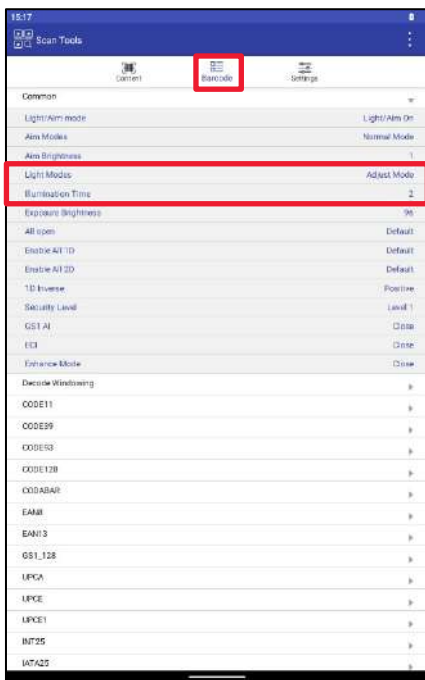 15:17
Scan Tools
Content Barcode Settings
Common
Light/Aim mode Light/Aim On
Aim Modes Normal Mode
Aim Brightness 1
Light Modes Adjust Mode
Illumination Time 2
Exposure Brightness 96
All open Default
Enable All 1D Default
Enable All 2D Default
1D Inverse Positive
Security Level Level 1
GS1 AI Close
ECI Close
Enhance Mode Close
Decode Windowing
CODE11
CODE39
CODE93
CODE128
CODABAR
EAN8
EAN13
GS1_128
UPCA
UPCE
UPCE1
INT25
IATA25